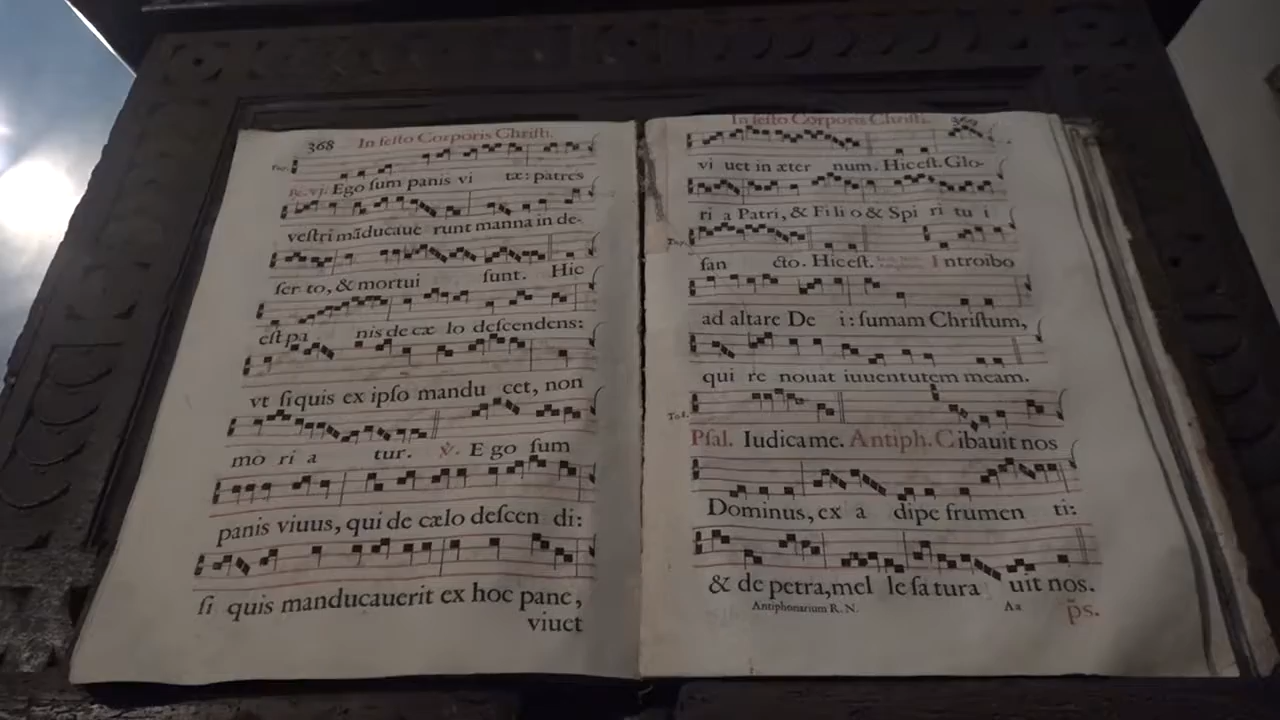 368 In festo Corporis Christi.
℟. vj. Ego sum panis vi tæ: patres
vestri māducaue runt manna in de-
ser to, & mortui sunt. Hic
est pa nis de cæ lo descendens:
vt si quis ex ipso mandu cet, non
mo ri a tur. ℣. E go sum
panis viuus, qui de cælo descen di:
si quis manducauerit ex hoc pane,
viuet
In festo Corporis Christi. 369
vi uet in æter num. Hic est. Glo-
ri a Patri, & Fi li o & Spi ri tu i
san cto. Hic est. Introibo
ad altare De i: sumam Christum,
qui re nouat iuuentutem meam.
Psal. Iudica me. Antiph. Cibauit nos
Dominus, ex a dipe frumen ti:
& de petra, mel le sa tura uit nos.
Antiphonarium R. N. Aa
p̄s.